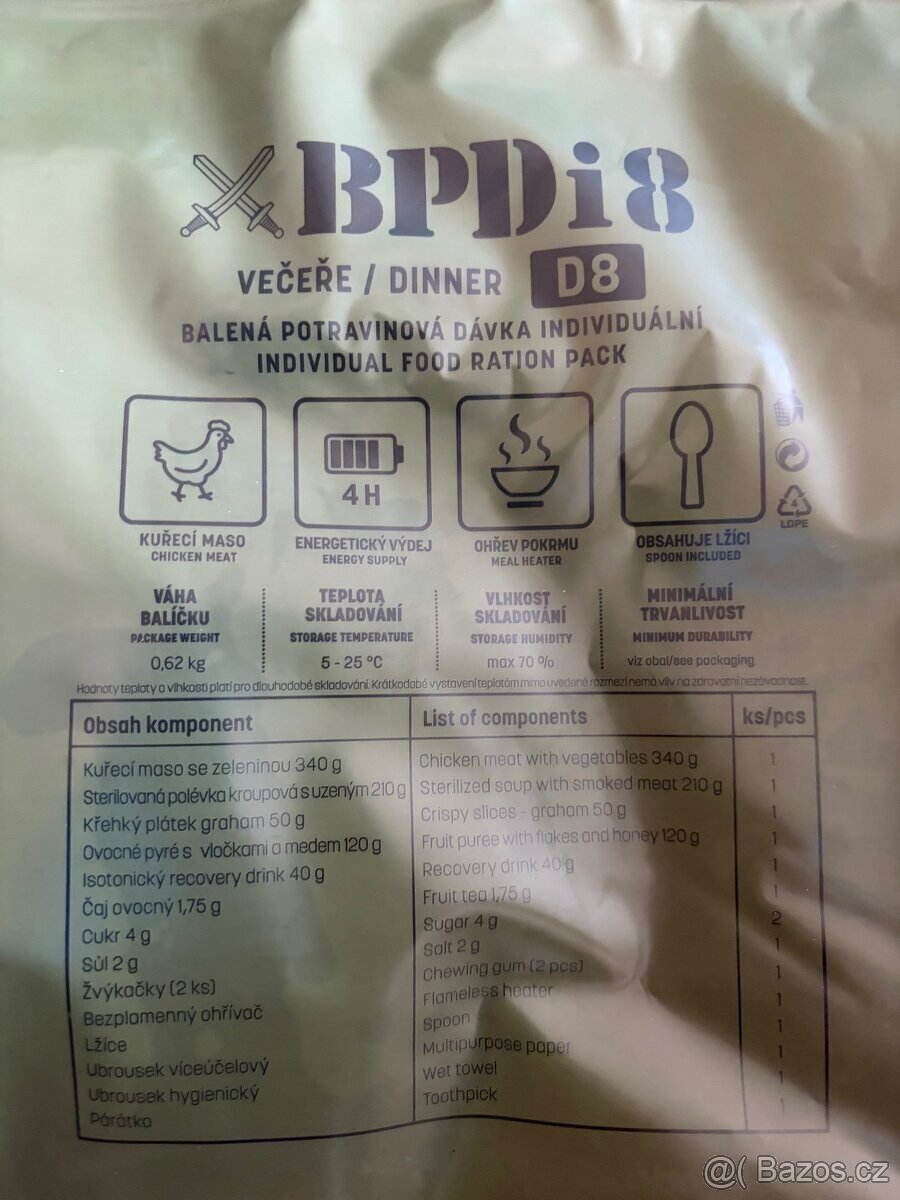 BPDi8
VEČEŘE / DINNER D8
BALENÁ POTRAVINOVÁ DÁVKA INDIVIDUÁLNÍ
INDIVIDUAL FOOD RATION PACK
4H
4
LDPE
KUŘECÍ MASO ENERGETICKÝ VÝDEJ OHŘEV POKRMU OBSAHUJE LŽÍCI
CHICKEN MEAT ENERGY SUPPLY MEAL HEATER SPOON INCLUDED
VÁHA TEPLOTA VLHKOST MINIMÁLNÍ
BALÍČKU SKLADOVÁNÍ SKLADOVÁNÍ TRVANLIVOST
PACKAGE WEIGHT STORAGE TEMPERATURE STORAGE HUMIDITY MINIMUM DURABILITY
0,62 kg 5 - 25 °C max 70 % viz obal/see packaging
Hodnoty teploty a vlhkosti platí pro dlouhodobé skladování. Krátkodobé vystavení teplotám mimo uvedené rozmezí nemá vliv na zdravotní nezávadnost.
Obsah komponent List of components ks/pcs
Kuřecí maso se zeleninou 340 g Chicken meat with vegetables 340 g 1
Sterilovaná polévka kroupová s uzeným 210 g Sterilized soup with smoked meat 210 g 1
Křehký plátek graham 50 g Crispy slices - graham 50 g 1
Ovocné pyré s vločkami a medem 120 g Fruit puree with flakes and honey 120 g 1
Isotonický recovery drink 40 g Recovery drink 40 g 1
Čaj ovocný 1,75 g Fruit tea 1,75 g 1
Cukr 4 g Sugar 4 g 2
Sůl 2 g Salt 2 g 1
Žvýkačky (2 ks) Chewing gum (2 pcs) 1
Bezplamenný ohřívač Flameless heater 1
Lžíce Spoon 1
Ubrousek víceúčelový Multipurpose paper 1
Ubrousek hygienický Wet towel 1
Párátko Toothpick 1
@( Bazos.cz